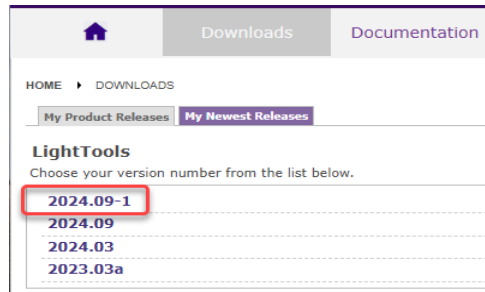 Downloads Documentation
HOME DOWNLOADS
My Product Releases My Newest Releases
LightTools
Choose your version number from the list below.
2024.09-1
2024.09
2024.03
2023.03a